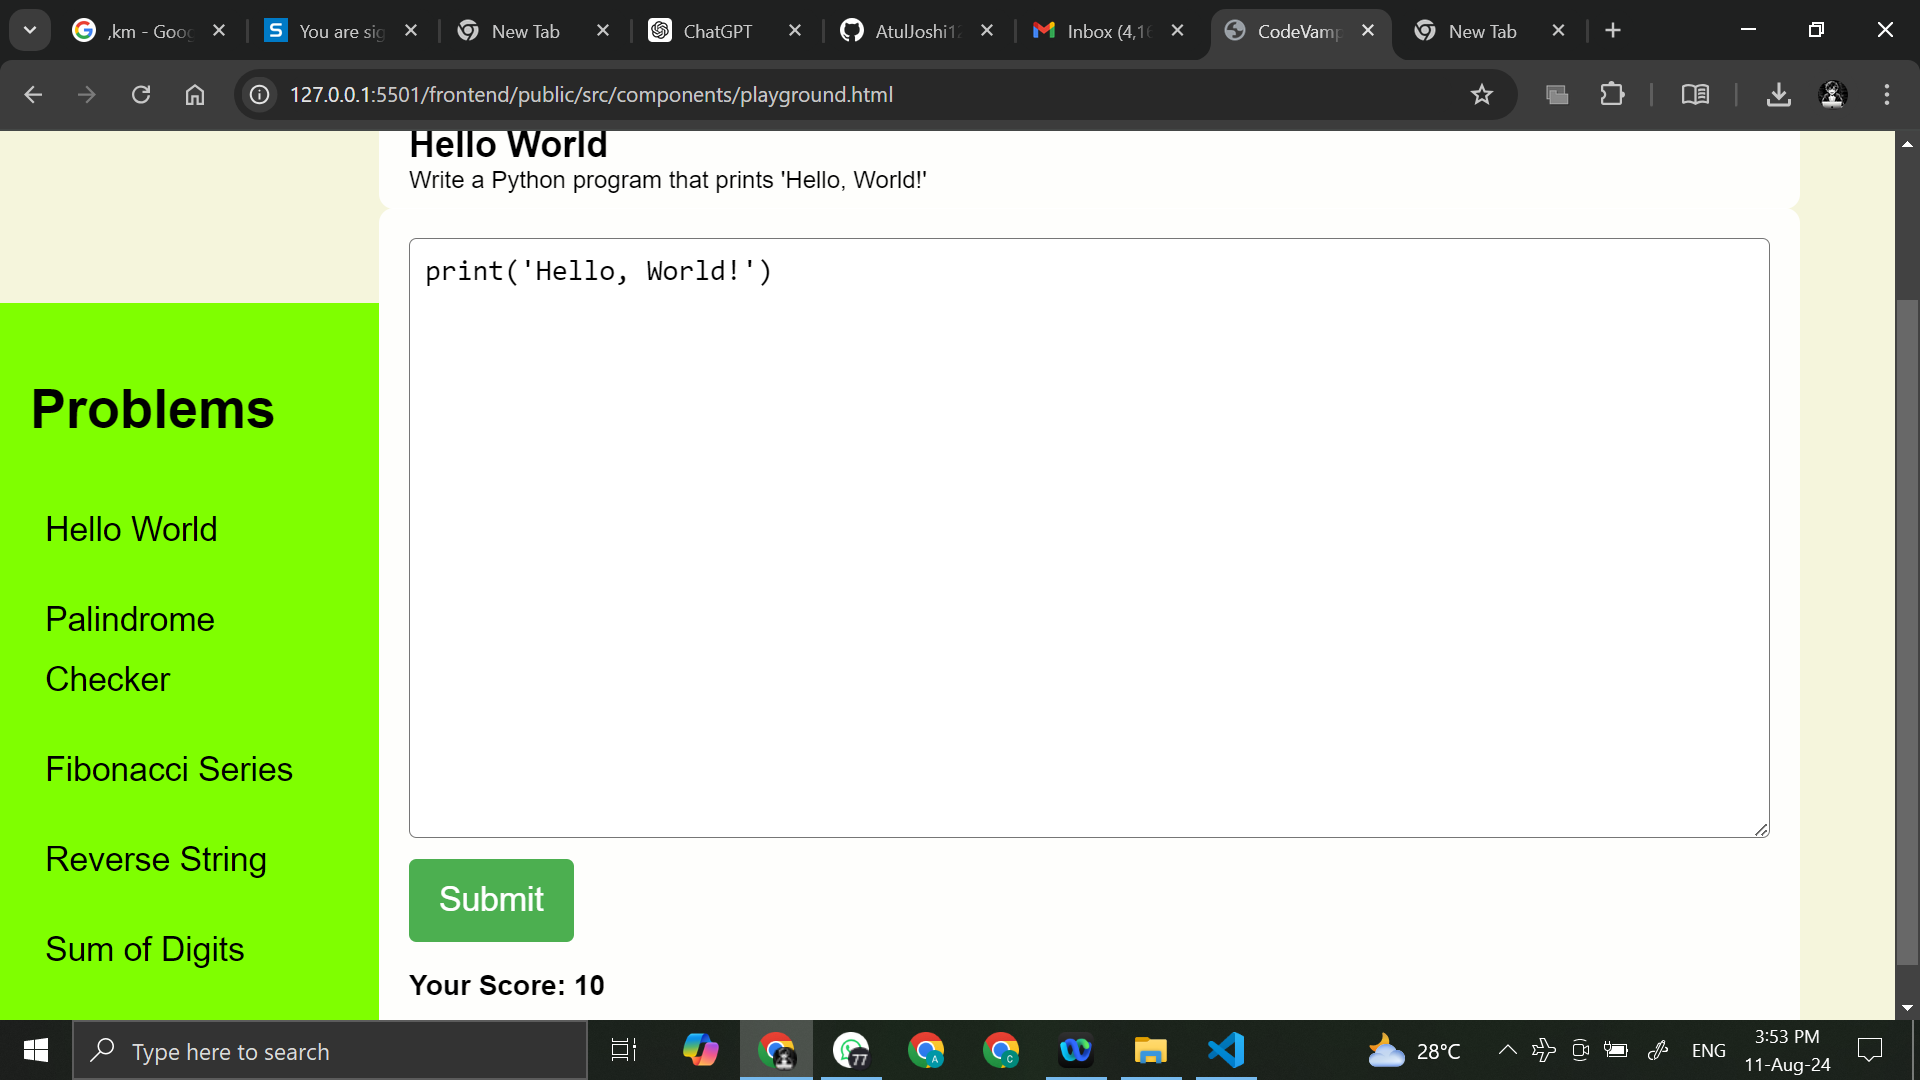 ,km - Goog
You are sig
New Tab
ChatGPT
AtulJoshi12
Inbox (4,16
CodeVamp
New Tab
127.0.0.1:5501/frontend/public/src/components/playground.html
Hello World
Write a Python program that prints 'Hello, World!'
print('Hello, World!')
Problems
Hello World
Palindrome
Checker
Fibonacci Series
Reverse String
Sum of Digits
Submit
Your Score: 10
Type here to search
77
A
C
28°C
ENG
3:53 PM
11-Aug-24